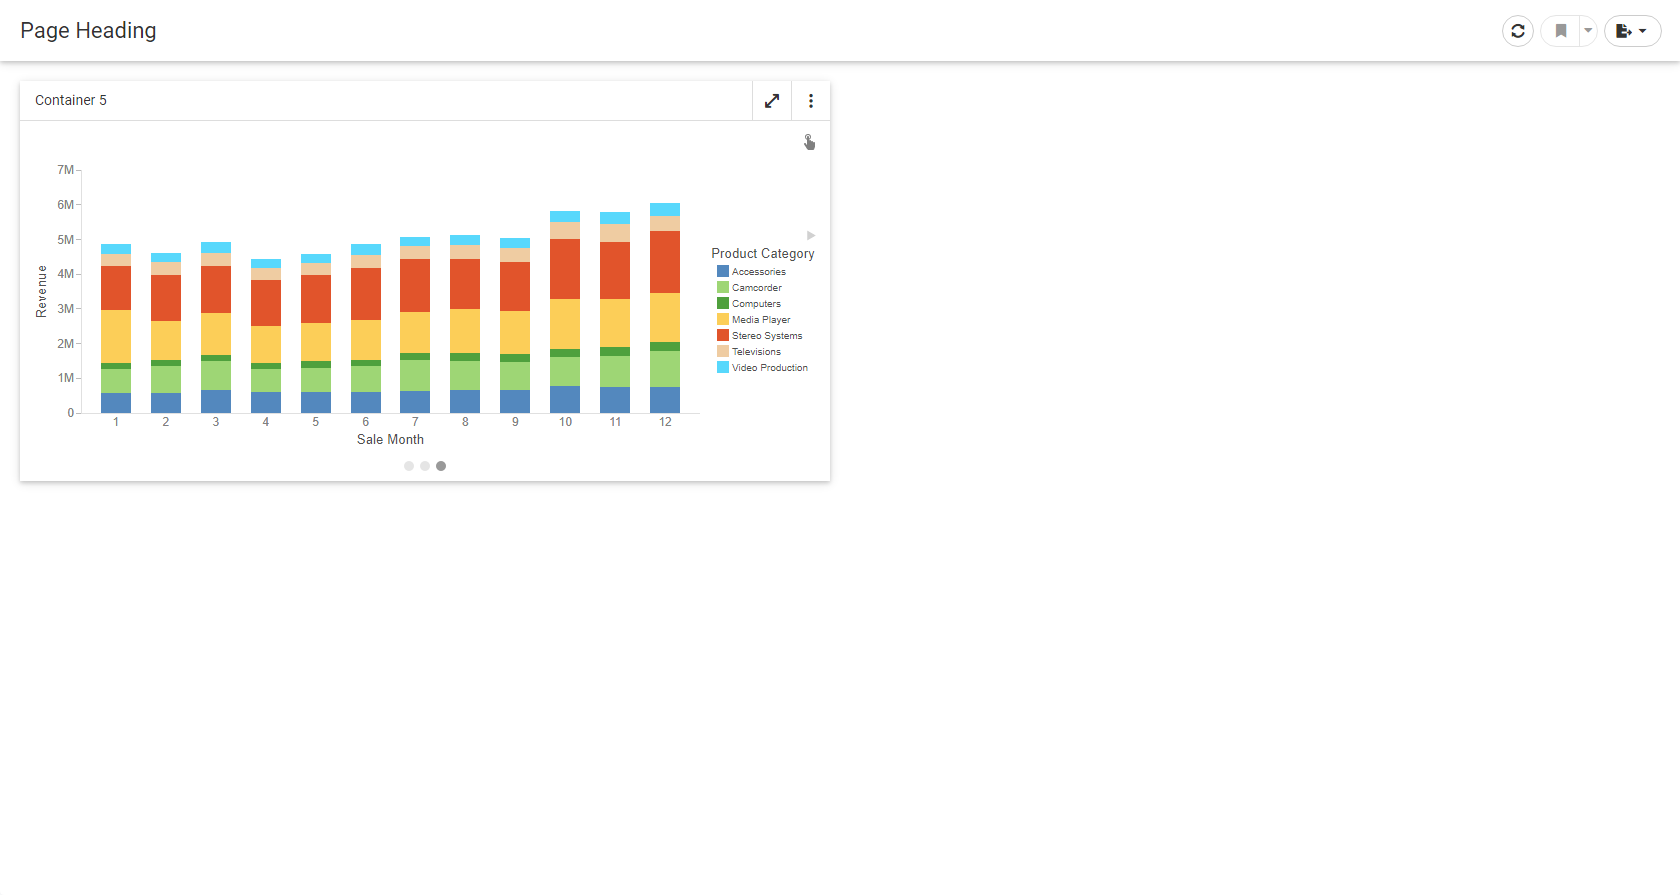 Page Heading
Container 5
7M
6M
5M
4M
3M
2M
1M
0
Revenue
1 2 3 4 5 6 7 8 9 10 11 12
Sale Month
Product Category
Accessories
Camcorder
Computers
Media Player
Stereo Systems
Televisions
Video Production